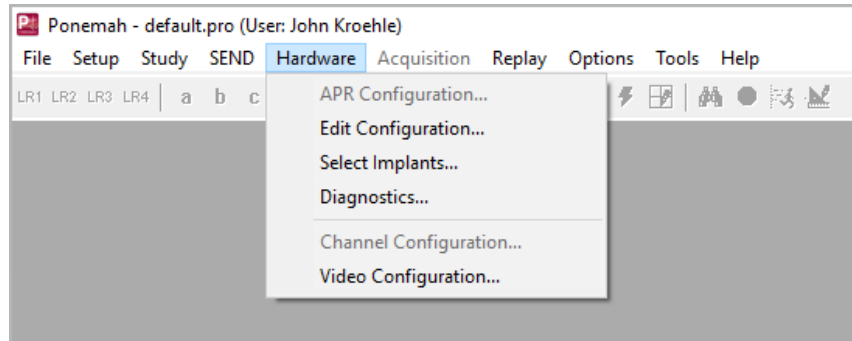 Ponemah - default.pro (User: John Kroehle)
File Setup Study SEND Hardware Acquisition Replay Options Tools Help
LR1 LR2 LR3 LR4 a b c
APR Configuration...
Edit Configuration...
Select Implants...
Diagnostics...
Channel Configuration...
Video Configuration...